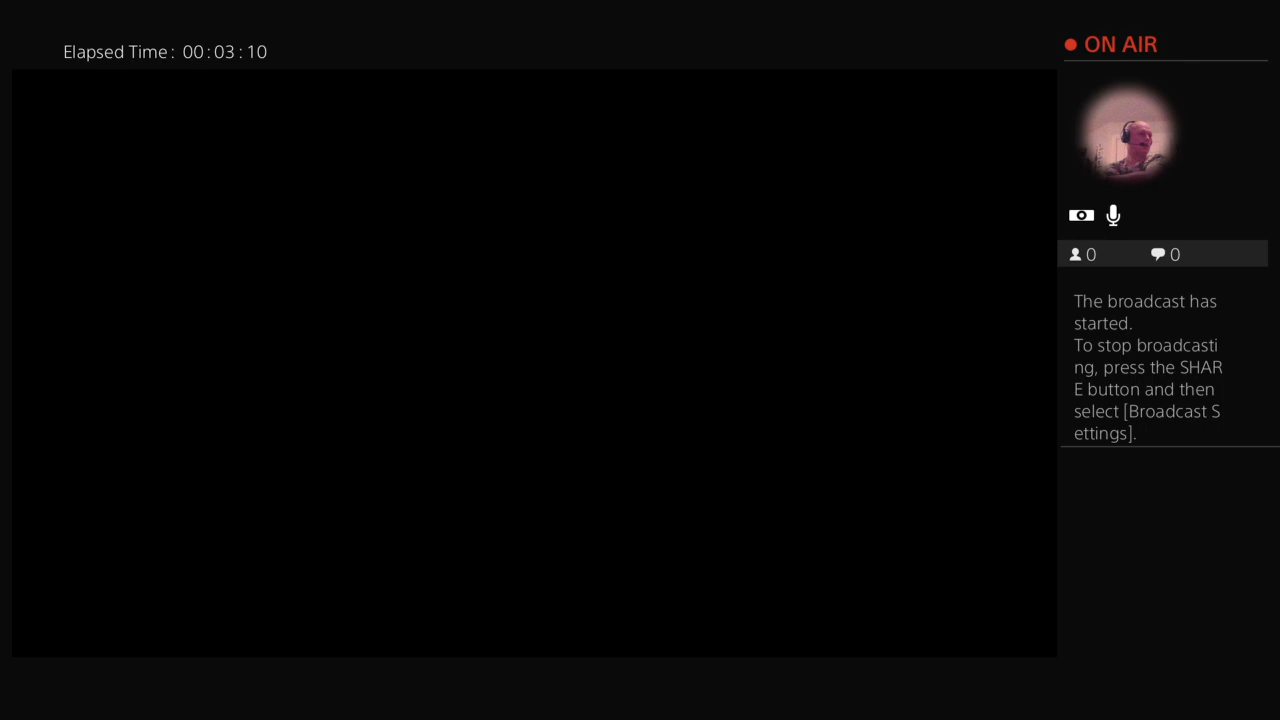 Elapsed Time: 00:03:10
ON AIR
0 0
The broadcast has
started.
To stop broadcasti
ng, press the SHAR
E button and then
select [Broadcast S
ettings].